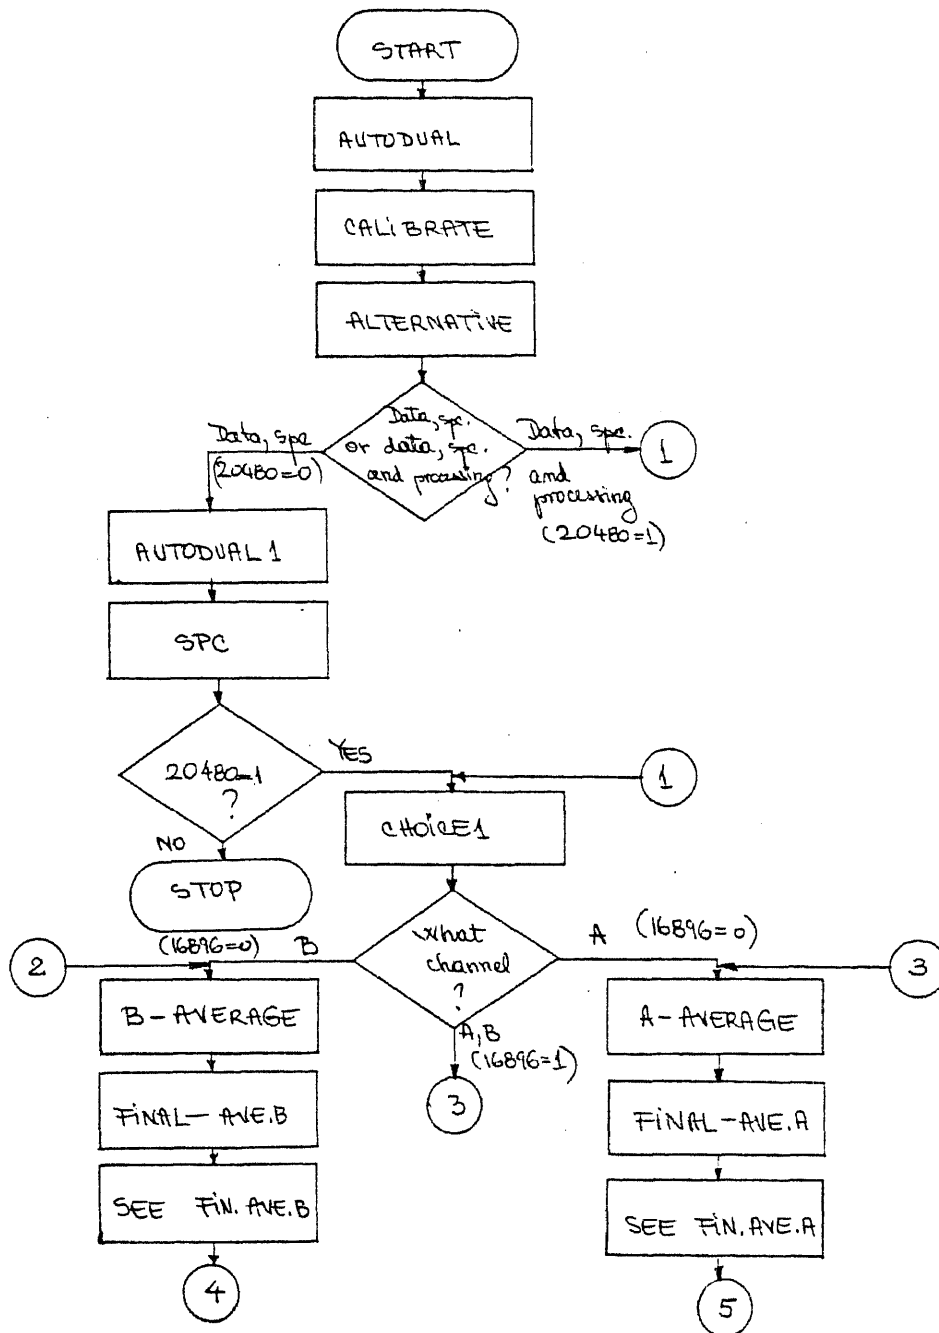 START
AUTODUAL
CALiBRATE
ALTERNATiVE
Data, spc.
or data, spc.
and processing?
Data, spc
(20480=0)
Data, spc.
and
processing
(20480=1)
1
AUTODUAL 1
SPC
20480=1
?
YES
NO
1
CHOiCE1
STOP
What
channel
?
(16896=0)
B
A
(16896=0)
A,B
(16896=1)
2
3
3
B-AVERAGE
A-AVERAGE
FiNAL-AVE.B
FiNAL-AVE.A
SEE FiN.AVE.B
SEE FiN.AVE.A
4
5